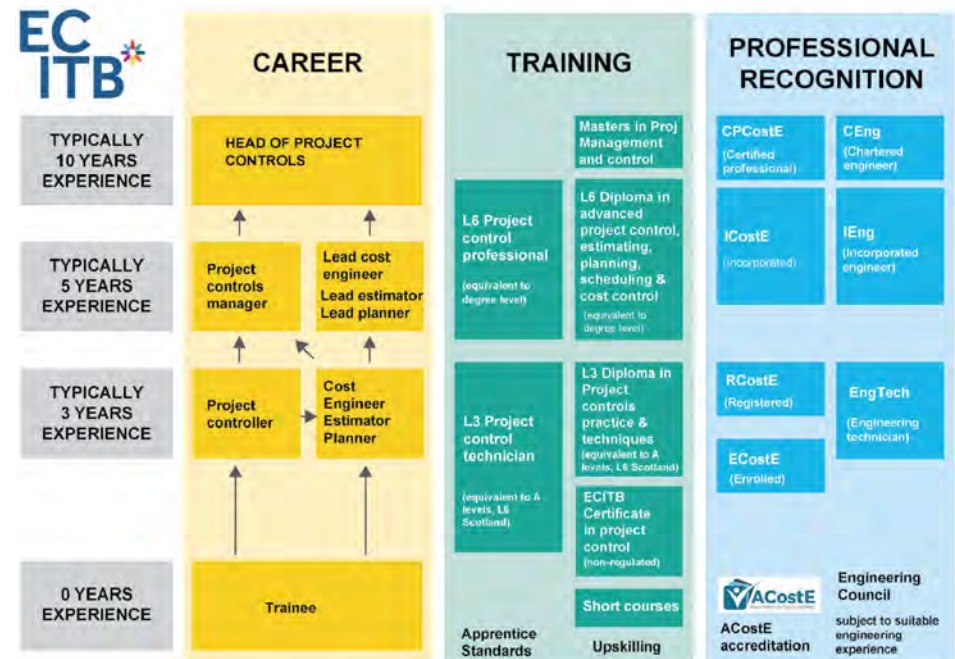 EC
ITB
CAREER
TRAINING
PROFESSIONAL
RECOGNITION
TYPICALLY
10 YEARS
EXPERIENCE
HEAD OF PROJECT
CONTROLS
Masters in Proj
Management
and control
CPCostE
(Certified
professional)
CEng
(Chartered
engineer)
TYPICALLY
5 YEARS
EXPERIENCE
Project
controls
manager
Lead cost
engineer
Lead estimator
Lead planner
L6 Project
control
professional
(equivalent to
degree level)
L6 Diploma in
advanced
project control,
estimating,
planning,
scheduling &
cost control
(equivalent to
degree level)
ICostE
(incorporated)
IEng
(Incorporated
engineer)
TYPICALLY
3 YEARS
EXPERIENCE
Project
controller
Cost
Engineer
Estimator
Planner
L3 Project
control
technician
(equivalent to A
levels, L6
Scotland)
L3 Diploma in
Project
controls
practice &
techniques
(equivalent to A
levels, L6 Scotland)
ECITB
Certificate
in project
control
(non-regulated)
RCostE
(Registered)
ECostE
(Enrolled)
EngTech
(Engineering
technician)
0 YEARS
EXPERIENCE
Trainee
Short courses
Apprentice
Standards
Upskilling
ACostE
ACostE
accreditation
Engineering
Council
subject to suitable
engineering
experience